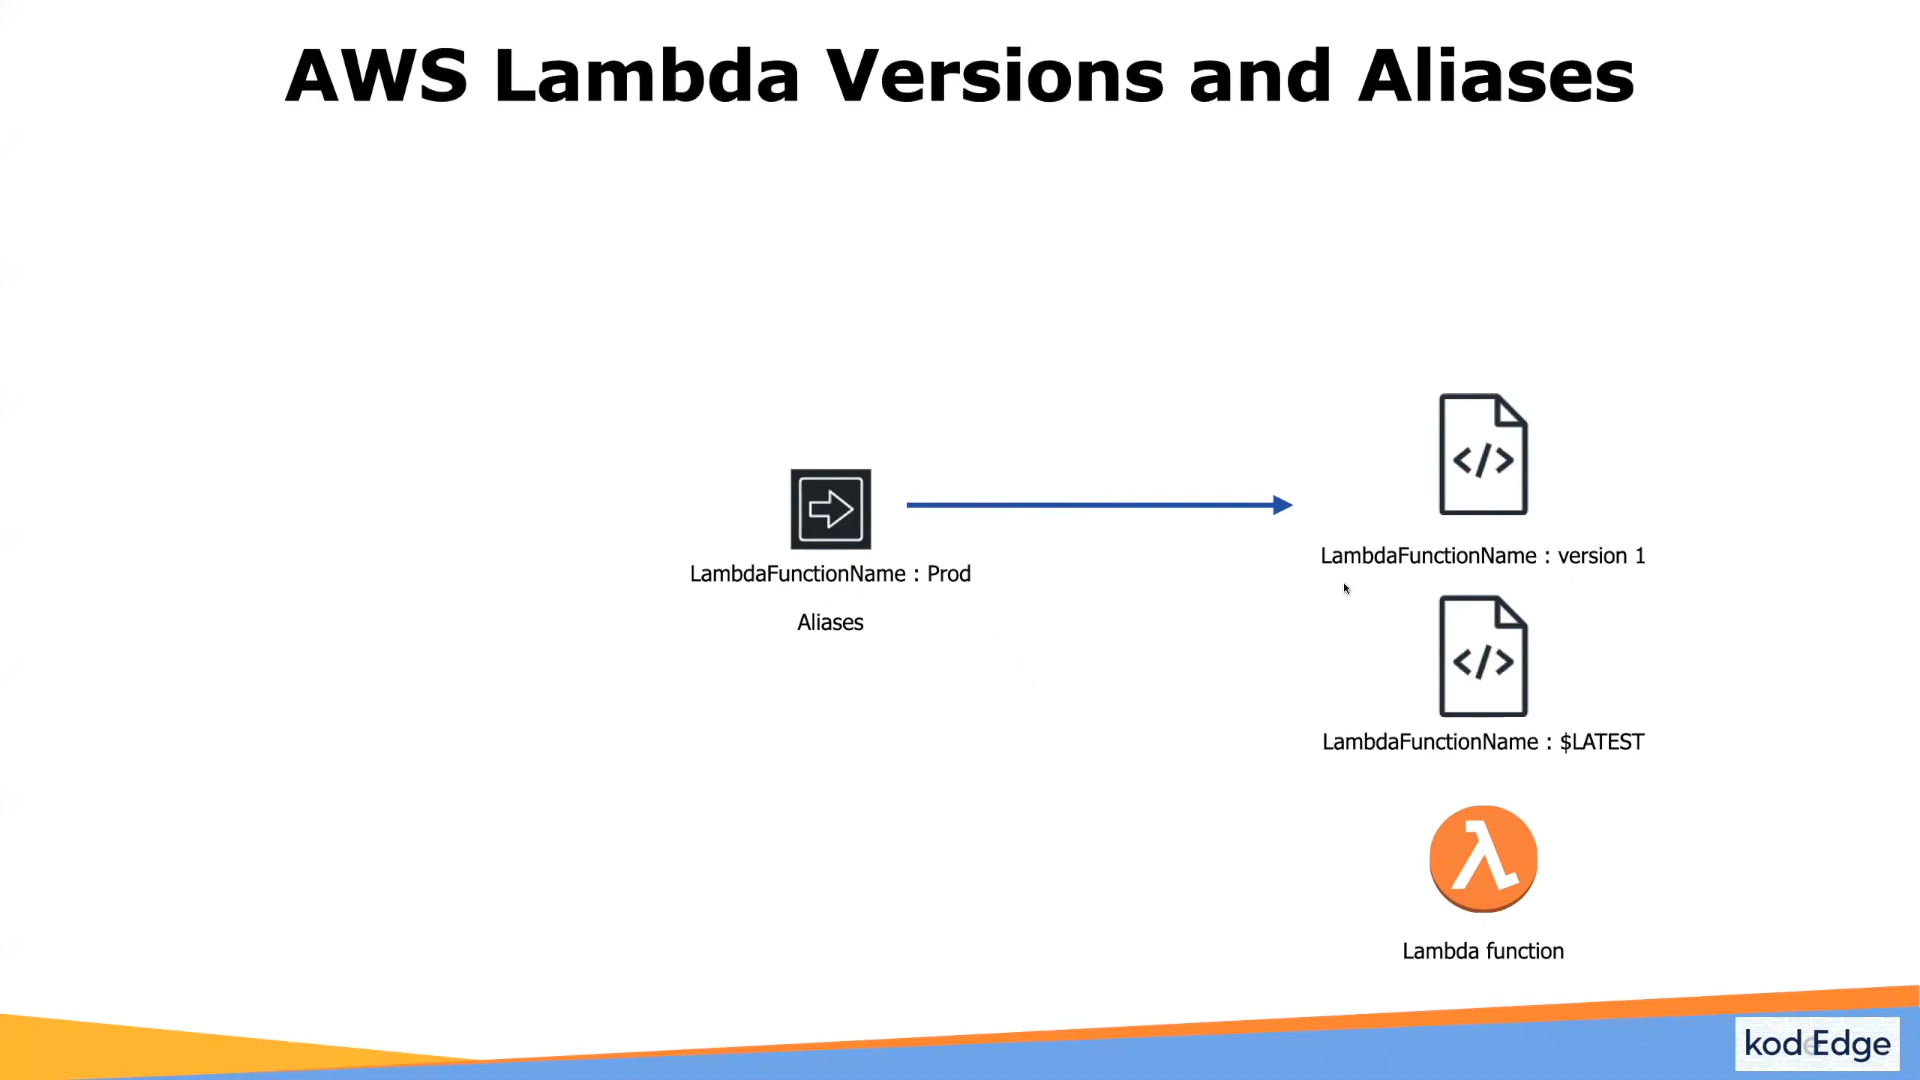 AWS Lambda Versions and Aliases
</>
LambdaFunctionName : version 1
LambdaFunctionName : Prod
Aliases
</>
LambdaFunctionName : $LATEST
λ
Lambda function
kodEdge